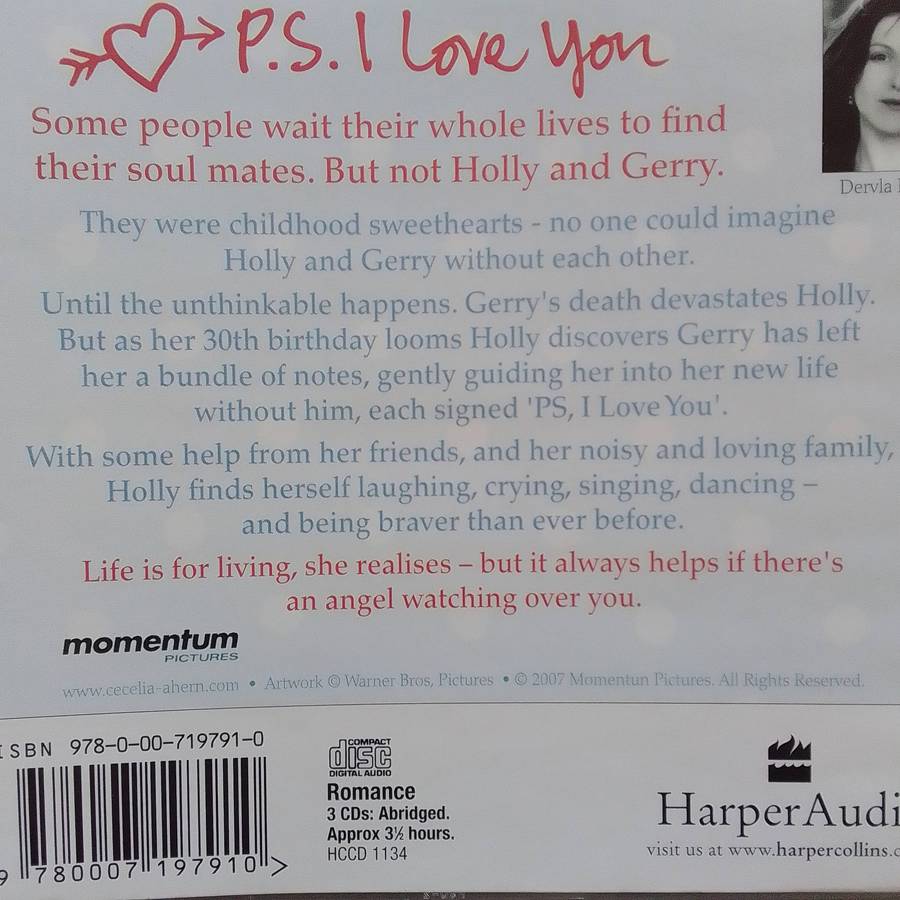 P.S. I Love You
Some people wait their whole lives to find
their soul mates. But not Holly and Gerry.
Dervla
They were childhood sweethearts - no one could imagine
Holly and Gerry without each other.
Until the unthinkable happens. Gerry's death devastates Holly.
But as her 30th birthday looms Holly discovers Gerry has left
her a bundle of notes, gently guiding her into her new life
without him, each signed 'PS, I Love You'.
With some help from her friends, and her noisy and loving family,
Holly finds herself laughing, crying, singing, dancing –
and being braver than ever before.
Life is for living, she realises – but it always helps if there's
an angel watching over you.
momentum
PICTURES
www.cecelia-ahern.com • Artwork © Warner Bros, Pictures • © 2007 Momentun Pictures. All Rights Reserved.
ISBN 978-0-00-719791-0
9 780007 197910 >
COMPACT
disc
DIGITAL AUDIO
Romance
3 CDs: Abridged.
Approx 3½ hours.
HCCD 1134
HarperAudi
visit us at www.harpercollins.c